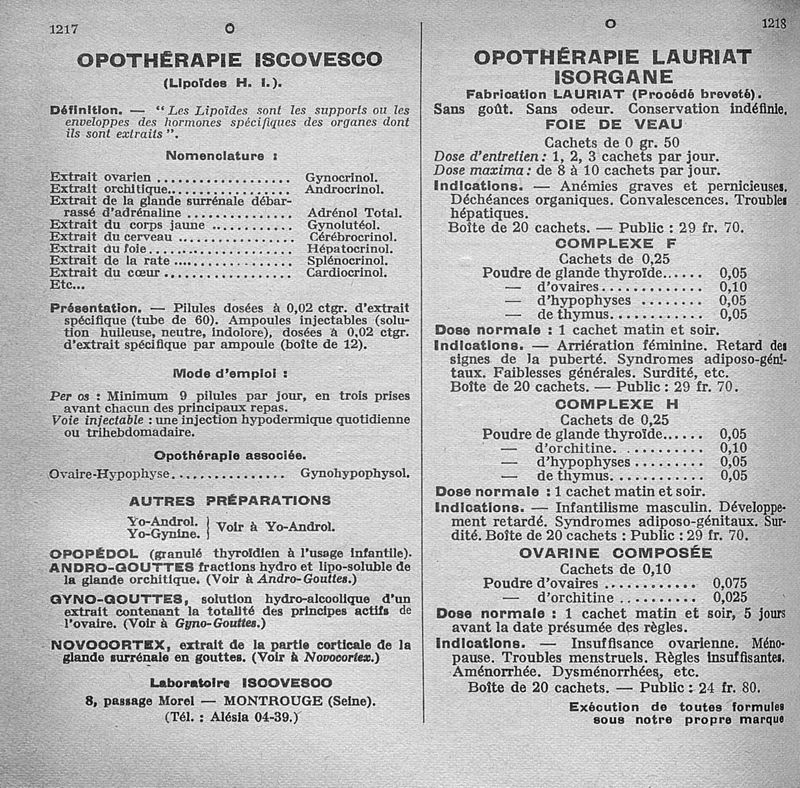 1217
O
OPOTHÉRAPIE ISCOVESCO
(Lipoïdes H. I.).
Définition. — “ Les Lipoïdes sont les supports ou les
enveloppes des hormones spécifiques des organes dont
ils sont extraits ”.
Nomenclature :
Extrait ovarien ................... Gynocrinol.
Extrait orchitique.................. Androcrinol.
Extrait de la glande surrénale débar-
rassé d'adrénaline ............... Adrénol Total.
Extrait du corps jaune ............ Gynolutéol.
Extrait du cerveau ................. Cérébrocrinol.
Extrait du foie..................... Hépatocrinol.
Extrait de la rate ................. Splénocrinol.
Extrait du cœur .................... Cardiocrinol.
Etc...
Présentation. — Pilules dosées à 0,02 ctgr. d'extrait
spécifique (tube de 60). Ampoules injectables (solu-
tion huileuse, neutre, indolore), dosées à 0,02 ctgr.
d'extrait spécifique par ampoule (boîte de 12).
Mode d'emploi :
Per os : Minimum 9 pilules par jour, en trois prises
avant chacun des principaux repas.
Voie injectable : une injection hypodermique quotidienne
ou trihebdomadaire.
Opothérapie associée.
Ovaire-Hypophyse................ Gynohypophysol.
AUTRES PRÉPARATIONS
Yo-Androl. } Voir à Yo-Androl.
Yo-Gynine.
OPOPÉDOL (granulé thyroïdien à l'usage infantile).
ANDRO-GOUTTES fractions hydro et lipo-soluble de
la glande orchitique. (Voir à Andro-Gouttes.)
GYNO-GOUTTES, solution hydro-alcoolique d'un
extrait contenant la totalité des principes actifs de
l'ovaire. (Voir à Gyno-Gouttes.)
NOVOCORTEX, extrait de la partie corticale de la
glande surrénale en gouttes. (Voir à Novocortex.)
Laboratoire ISCOVESCO
8, passage Morel — MONTROUGE (Seine).
(Tél. : Alésia 04-39.)
O
1218
OPOTHÉRAPIE LAURIAT
ISORGANE
Fabrication LAURIAT (Procédé breveté).
Sans goût. Sans odeur. Conservation indéfinie.
FOIE DE VEAU
Cachets de 0 gr. 50
Dose d'entretien : 1, 2, 3 cachets par jour.
Dose maxima : de 8 à 10 cachets par jour.
Indications. — Anémies graves et pernicieuses.
Déchéances organiques. Convalescences. Troubles
hépatiques.
Boîte de 20 cachets. — Public : 29 fr. 70.
COMPLEXE F
Cachets de 0,25
Poudre de glande thyroïde...... 0,05
— d'ovaires............. 0,10
— d'hypophyses ........ 0,05
— de thymus............ 0,05
Dose normale : 1 cachet matin et soir.
Indications. — Arriération féminine. Retard des
signes de la puberté. Syndromes adiposo-géni-
taux. Faiblesses générales. Surdité, etc.
Boîte de 20 cachets. — Public : 29 fr. 70.
COMPLEXE H
Cachets de 0,25
Poudre de glande thyroïde...... 0,05
— d'orchitine............ 0,10
— d'hypophyses ......... 0,05
— de thymus............ 0,05
Dose normale : 1 cachet matin et soir.
Indications. — Infantilisme masculin. Développe-
ment retardé. Syndromes adiposo-génitaux. Sur-
dité. Boîte de 20 cachets : Public : 29 fr. 70.
OVARINE COMPOSÉE
Cachets de 0,10
Poudre d'ovaires ............ 0,075
— d'orchitine .......... 0,025
Dose normale : 1 cachet matin et soir, 5 jours
avant la date présumée des règles.
Indications. — Insuffisance ovarienne. Méno-
pause. Troubles menstruels. Règles insuffisantes.
Aménorrhée. Dysménorrhées, etc.
Boîte de 20 cachets. — Public : 24 fr. 80.
Exécution de toutes formules
sous notre propre marque